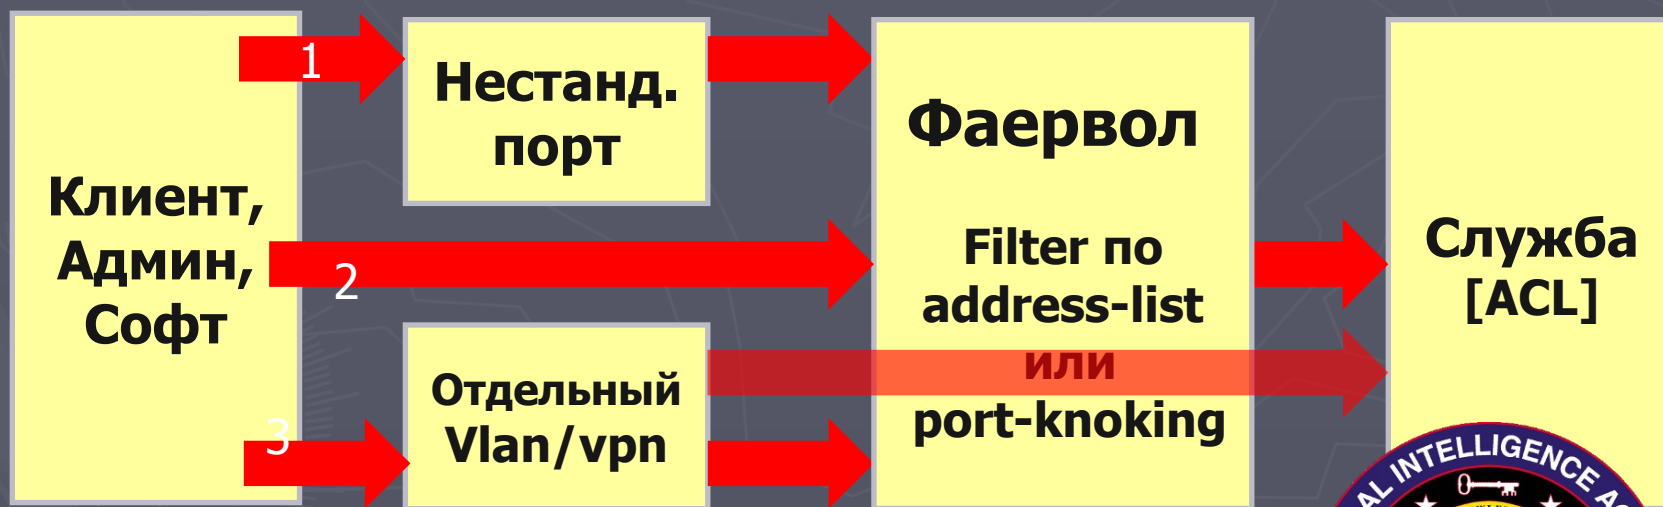 Клиент,
Админ,
Софт
1
2
3
Нестанд.
порт
Отдельный
Vlan/vpn
Фаервол
Filter по
address-list
или
port-knoking
Служба
[ACL]
INTELLIGENCE